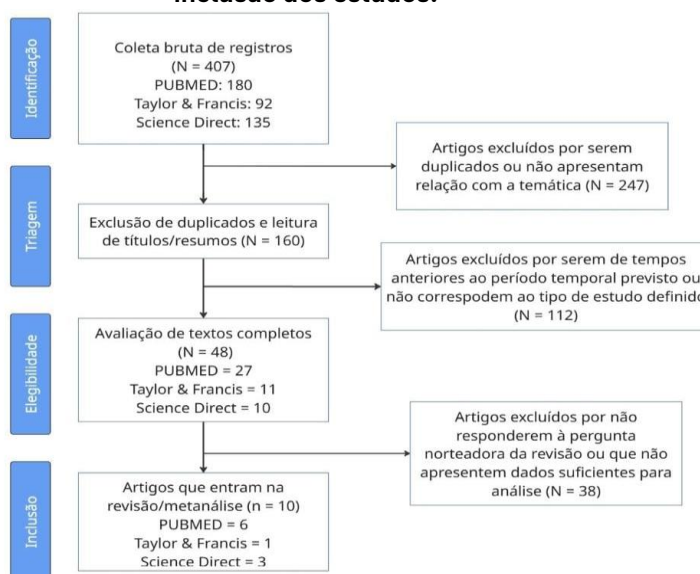 inclusão dos estudos.
Identificação
Coleta bruta de registros
(N = 407)
PUBMED: 180
Taylor & Francis: 92
Science Direct: 135
Artigos excluídos por serem
duplicados ou não apresentam
relação com a temática (N = 247)
Triagem
Exclusão de duplicados e leitura
de títulos/resumos (N = 160)
Artigos excluídos por serem de tempos
anteriores ao período temporal previsto ou
não correspodem ao tipo de estudo definido
(N = 112)
Elegibilidade
Avaliação de textos completos
(N = 48)
PUBMED = 27
Taylor & Francis = 11
Science Direct = 10
Artigos excluídos por não
responderem à pergunta
norteadora da revisão ou que não
apresentem dados suficientes para
análise (N = 38)
Inclusão
Artigos que entram na
revisão/metanálise (n = 10)
PUBMED = 6
Taylor & Francis = 1
Science Direct = 3